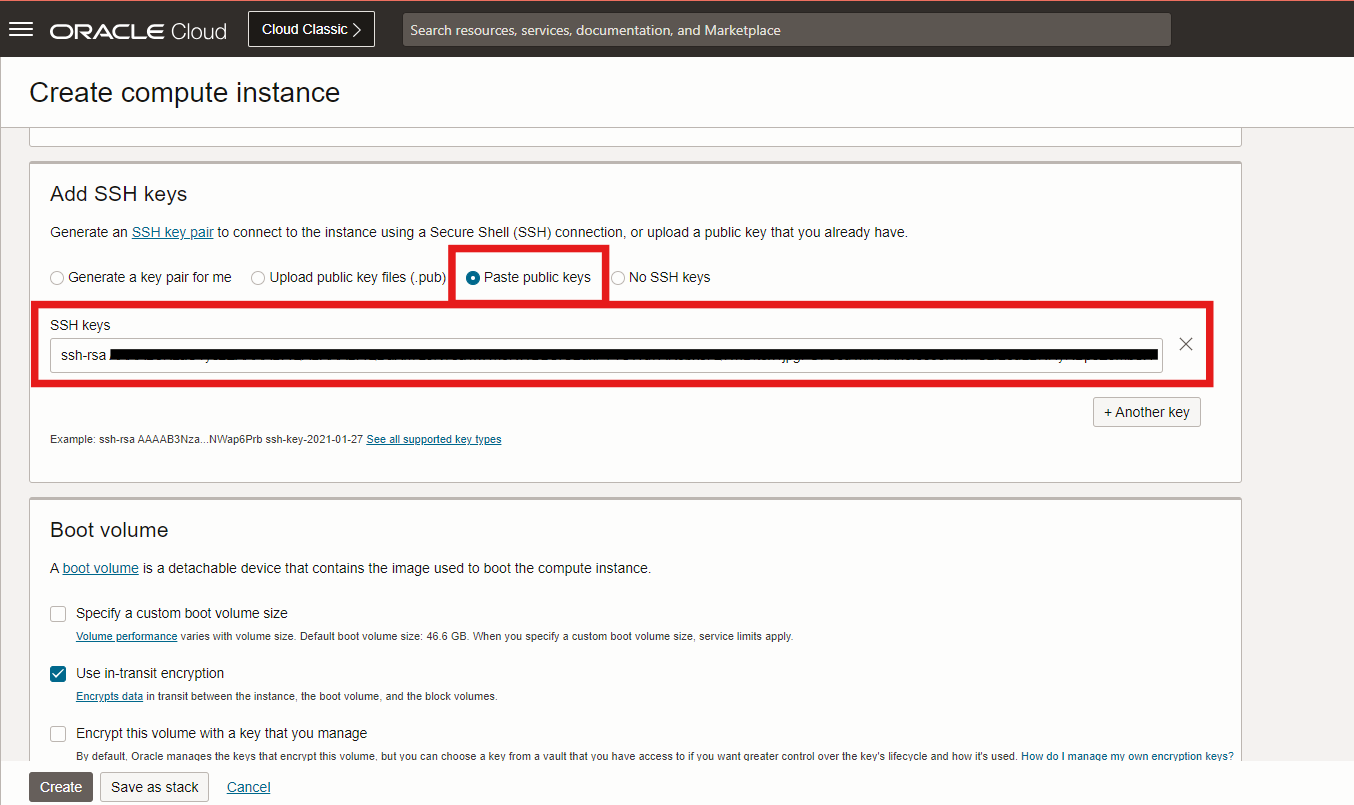 ORACLE Cloud
Cloud Classic
Search resources, services, documentation, and Marketplace
Create compute instance
Add SSH keys
Generate an SSH key pair to connect to the instance using a Secure Shell (SSH) connection, or upload a public key that you already have.
Generate a key pair for me Upload public key files (.pub) Paste public keys No SSH keys
SSH keys
ssh-rsa
+ Another key
Example: ssh-rsa AAAAB3Nza...NWap6Prb ssh-key-2021-01-27 See all supported key types
Boot volume
A boot volume is a detachable device that contains the image used to boot the compute instance.
Specify a custom boot volume size
Volume performance varies with volume size. Default boot volume size: 46.6 GB. When you specify a custom boot volume size, service limits apply.
Use in-transit encryption
Encrypts data in transit between the instance, the boot volume, and the block volumes.
Encrypt this volume with a key that you manage
By default, Oracle manages the keys that encrypt this volume, but you can choose a key from a vault that you have access to if you want greater control over the key's lifecycle and how it's used. How do I manage my own encryption keys?
Create Save as stack Cancel